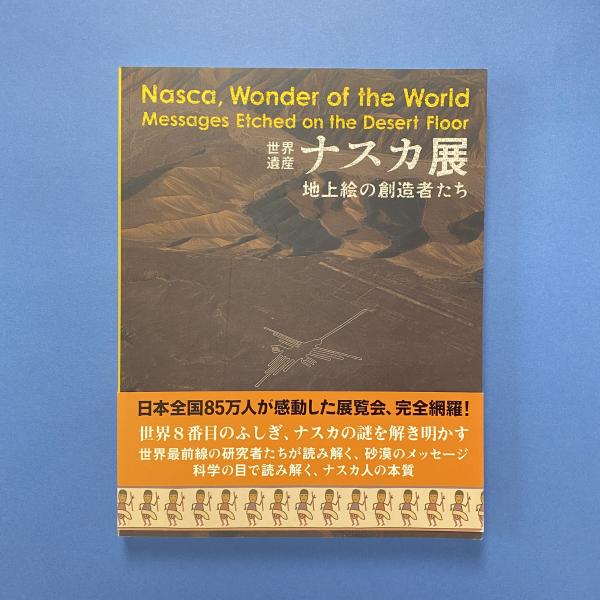 Nasca, Wonder of the World
Messages Etched on the Desert Floor
世界
遺産
ナスカ展
地上絵の創造者たち
日本全国85万人が感動した展覧会、完全網羅!
世界8番目のふしぎ、ナスカの謎を解き明かす
世界最前線の研究者たちが読み解く、砂漠のメッセージ
科学の目で読み解く、ナスカ人の本質